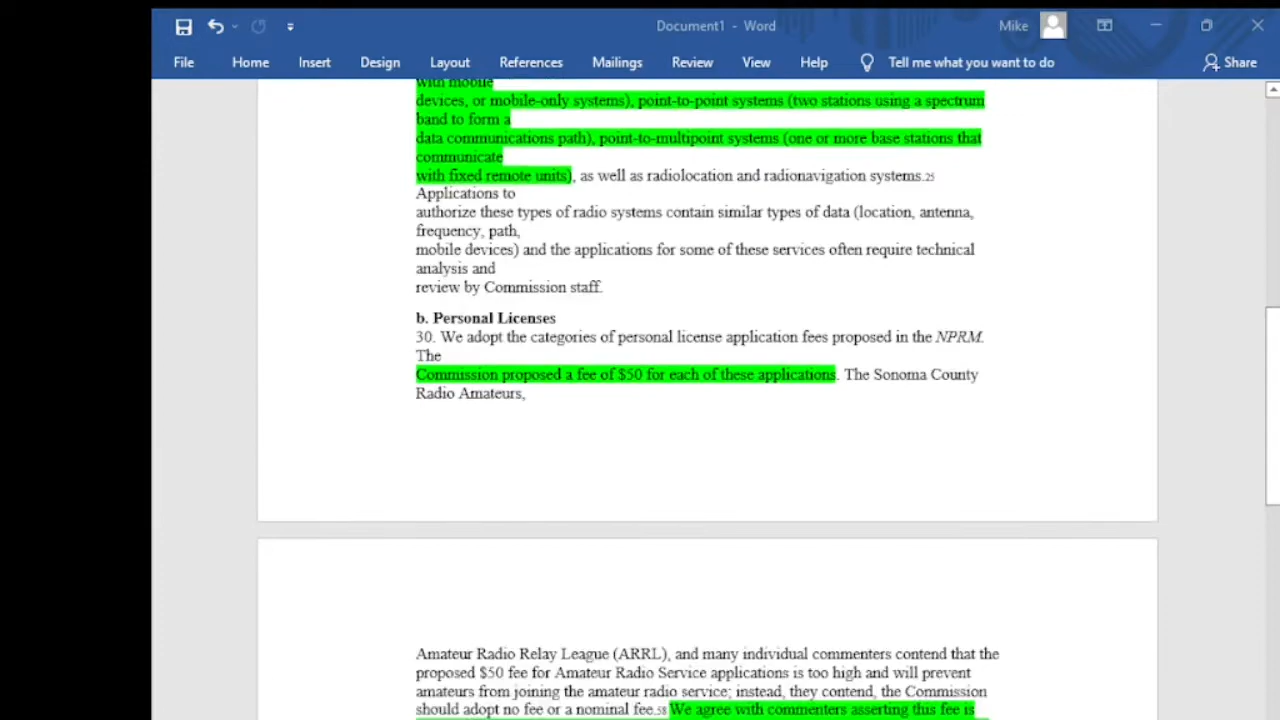 Document1 - Word
Mike
File Home Insert Design Layout References Mailings Review View Help Tell me what you want to do Share
with mobile
devices, or mobile-only systems), point-to-point systems (two stations using a spectrum
band to form a
data communications path), point-to-multipoint systems (one or more base stations that
communicate
with fixed remote units), as well as radiolocation and radionavigation systems.25
Applications to
authorize these types of radio systems contain similar types of data (location, antenna,
frequency, path,
mobile devices) and the applications for some of these services often require technical
analysis and
review by Commission staff.
b. Personal Licenses
30. We adopt the categories of personal license application fees proposed in the NPRM.
The
Commission proposed a fee of $50 for each of these applications. The Sonoma County
Radio Amateurs,
Amateur Radio Relay League (ARRL), and many individual commenters contend that the
proposed $50 fee for Amateur Radio Service applications is too high and will prevent
amateurs from joining the amateur radio service; instead, they contend, the Commission
should adopt no fee or a nominal fee.58 We agree with commenters asserting this fee is